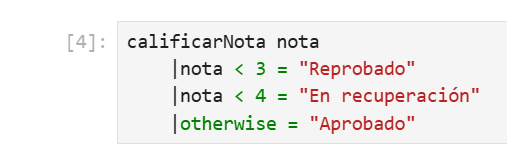 [4]: calificarNota nota
|nota < 3 = "Reprobado"
|nota < 4 = "En recuperación"
|otherwise = "Aprobado"